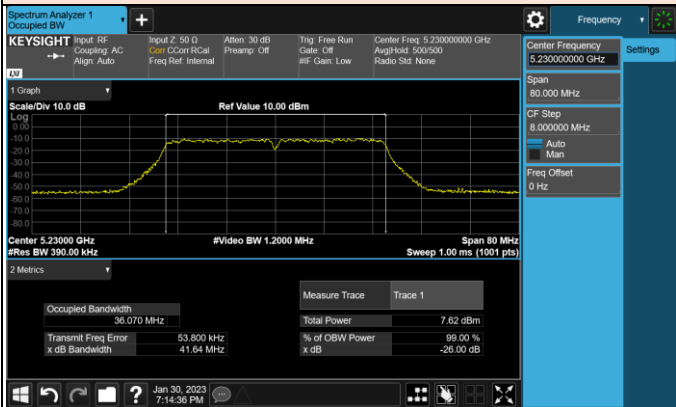 Spectrum Analyzer 1
Occupied BW
+
Frequency
KEYSIGHT
Input: RF
Coupling: AC
Align: Auto
Input Z: 50 Ω
Corr CCorr RCal
Freq Ref: Internal
Atten: 30 dB
Preamp: Off
Trig: Free Run
Gate: Off
#IF Gain: Low
Center Freq: 5.230000000 GHz
Avg|Hold: 500/500
Radio Std: None
LXI
Center Frequency
5.230000000 GHz
Settings
Span
80.000 MHz
CF Step
8.000000 MHz
Auto
Man
Freq Offset
0 Hz
1 Graph
Scale/Div 10.0 dB
Ref Value 10.00 dBm
Log
0.00
-10.0
-20.0
-30.0
-40.0
-50.0
-60.0
-70.0
-80.0
Center 5.23000 GHz
#Video BW 1.2000 MHz
Span 80 MHz
#Res BW 390.00 kHz
Sweep 1.00 ms (1001 pts)
2 Metrics
Measure Trace
Trace 1
Occupied Bandwidth
36.070 MHz
Total Power
7.62 dBm
Transmit Freq Error
53.800 kHz
% of OBW Power
99.00 %
x dB Bandwidth
41.64 MHz
x dB
-26.00 dB
?
Jan 30, 2023
7:14:36 PM